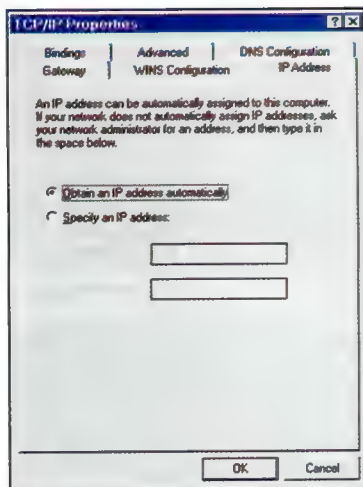 TCP/IP Properties
Bindings Advanced DNS Configuration
Gateway WINS Configuration IP Address
An IP address can be automatically assigned to this computer.
If your network does not automatically assign IP addresses, ask
your network administrator for an address, and then type it in
the space below.
Obtain an IP address automatically
Specify an IP address:
OK Cancel